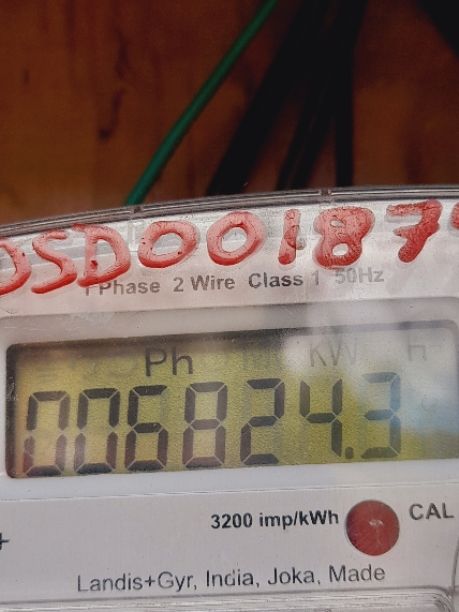 DSD00187
1 Phase 2 Wire Class 1 50Hz
Ph KW h
006824.3
3200 imp/kWh CAL
+
Landis+Gyr, India, Joka, Made